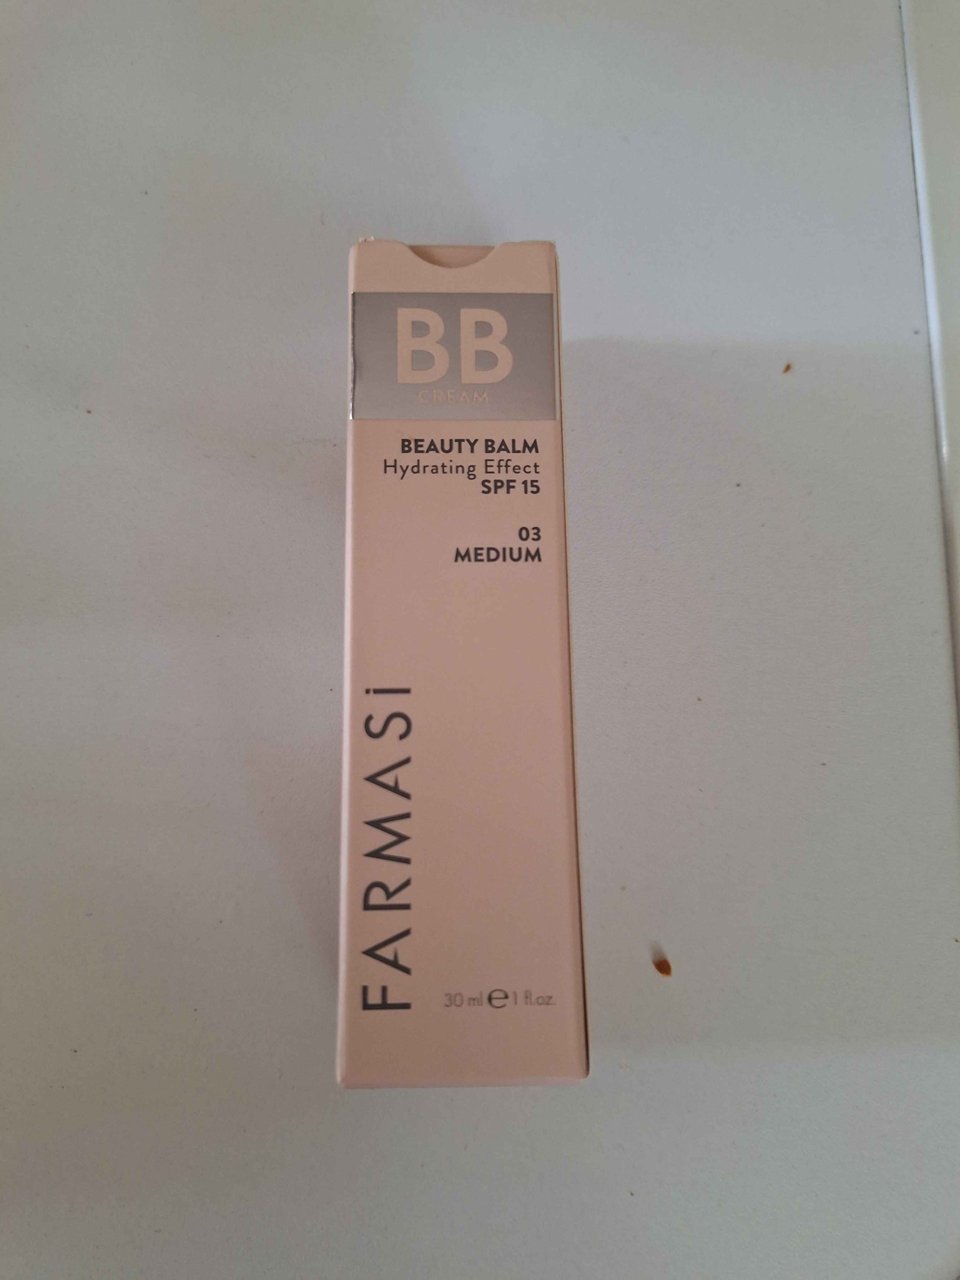 BB
CREAM
BEAUTY BALM
Hydrating Effect
SPF 15
03
MEDIUM
FARMASi
30 ml e 1 fl.oz.